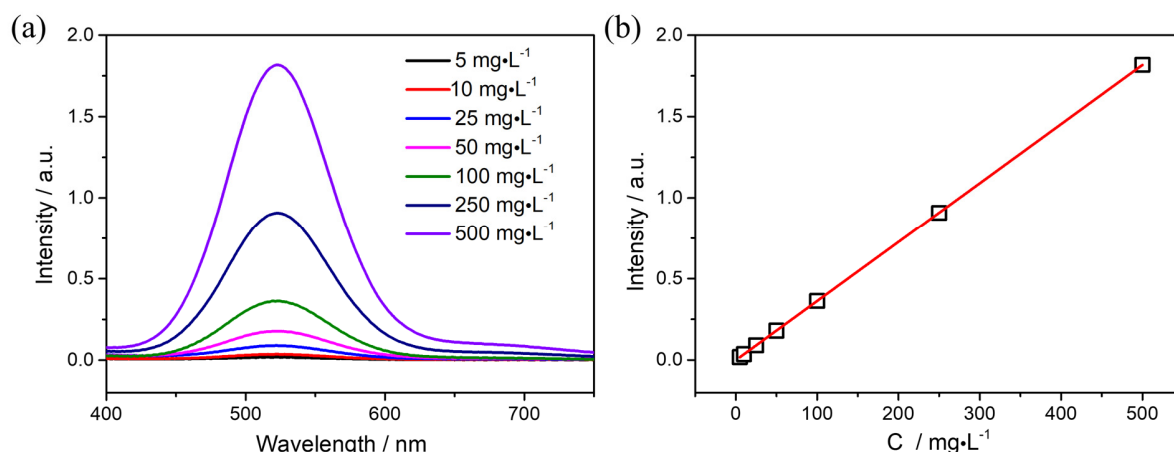 (a)
Intensity / a.u.
2.0
1.5
1.0
0.5
0.0
5 mg•L⁻¹
10 mg•L⁻¹
25 mg•L⁻¹
50 mg•L⁻¹
100 mg•L⁻¹
250 mg•L⁻¹
500 mg•L⁻¹
400 500 600 700
Wavelength / nm
(b)
Intensity / a.u.
2.0
1.5
1.0
0.5
0.0
0 100 200 300 400 500
C / mg•L⁻¹